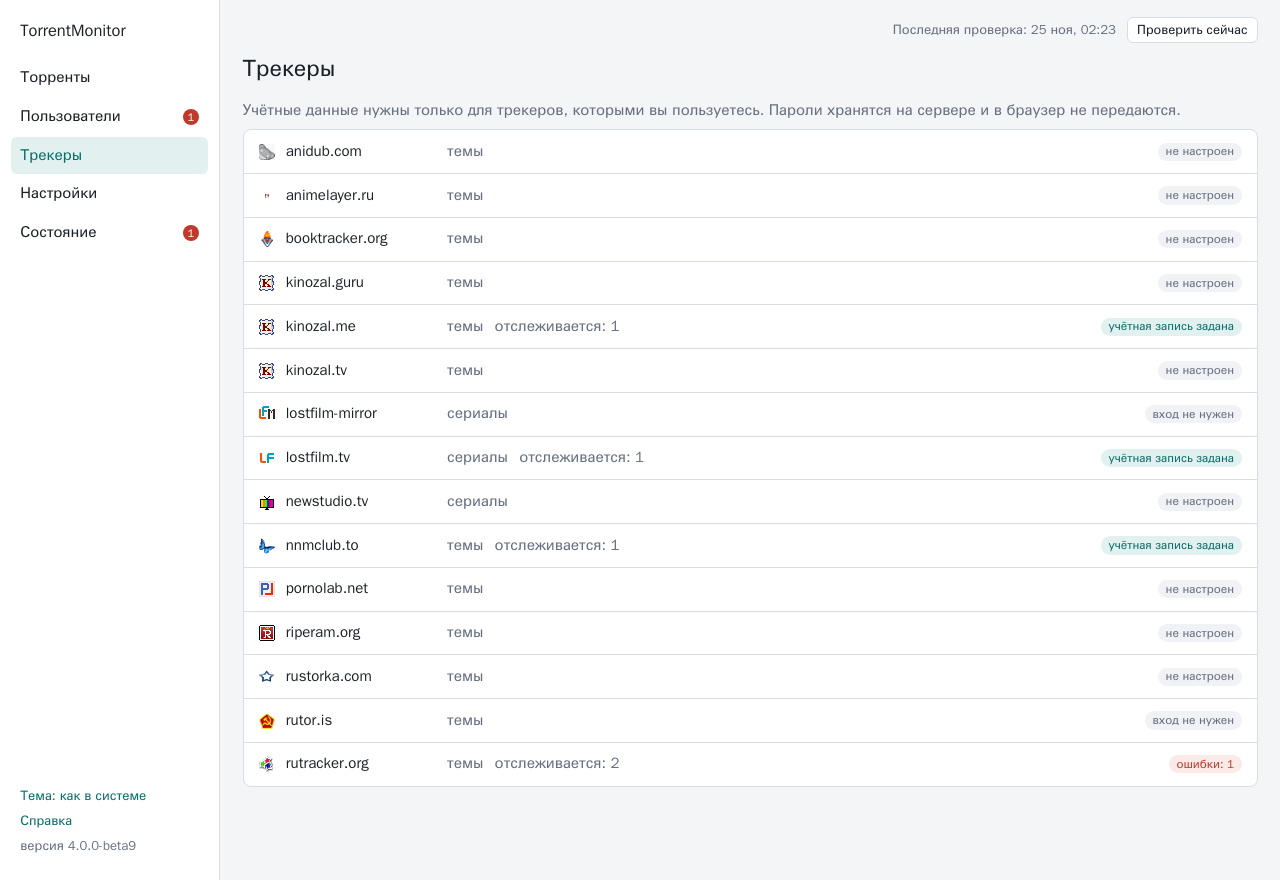 TorrentMonitor
Торренты
Пользователи 1
Трекеры
Настройки
Состояние 1
Тема: как в системе
Справка
версия 4.0.0-beta9
Последняя проверка: 25 ноя, 02:23 Проверить сейчас
Трекеры
Учётные данные нужны только для трекеров, которыми вы пользуетесь. Пароли хранятся на сервере и в браузер не передаются.
anidub.com темы не настроен
animelayer.ru темы не настроен
booktracker.org темы не настроен
kinozal.guru темы не настроен
kinozal.me темы отслеживается: 1 учётная запись задана
kinozal.tv темы не настроен
lostfilm-mirror сериалы вход не нужен
lostfilm.tv сериалы отслеживается: 1 учётная запись задана
newstudio.tv сериалы не настроен
nnmclub.to темы отслеживается: 1 учётная запись задана
pornolab.net темы не настроен
riperam.org темы не настроен
rustorka.com темы не настроен
rutor.is темы вход не нужен
rutracker.org темы отслеживается: 2 ошибки: 1